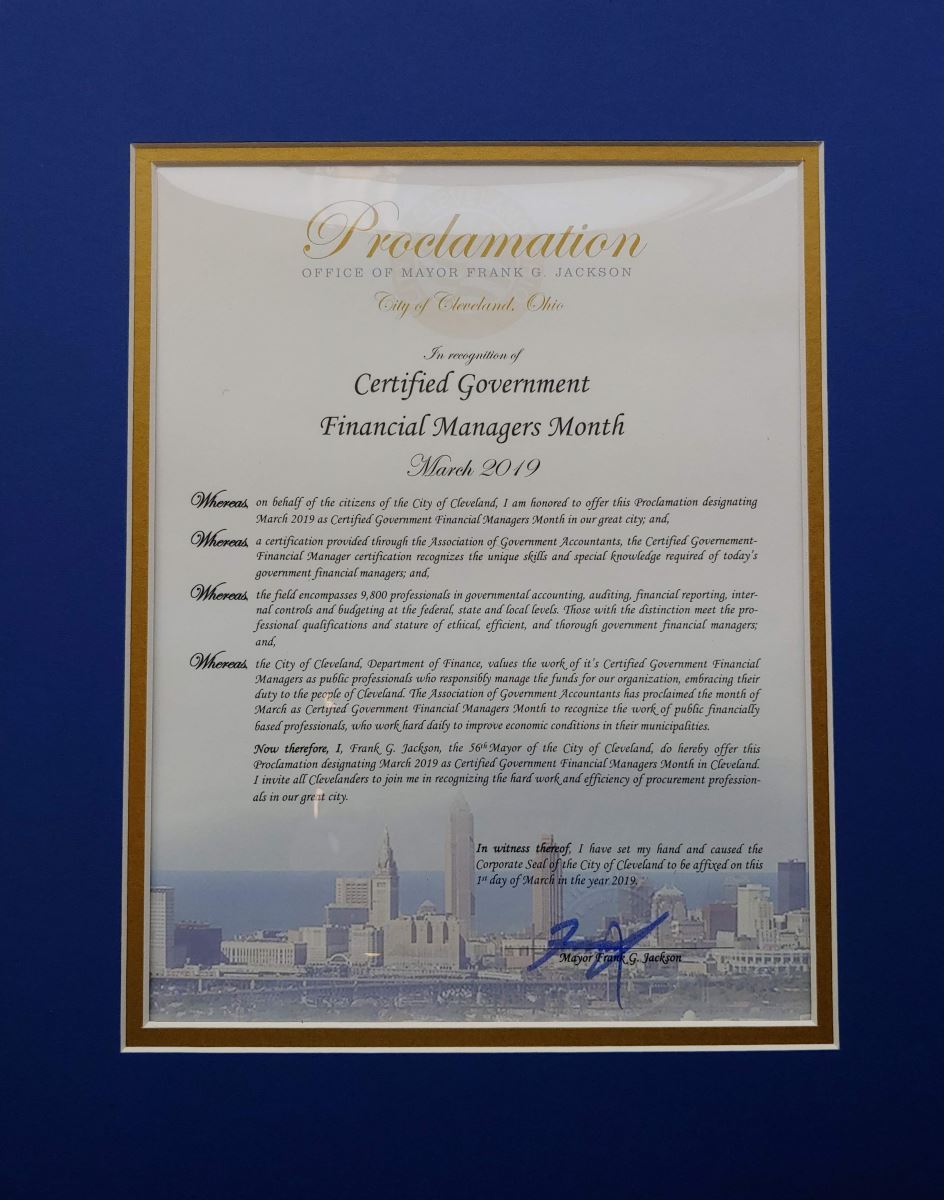 Proclamation
OFFICE OF MAYOR FRANK G. JACKSON
City of Cleveland, Ohio
In recognition of
Certified Government
Financial Managers Month
March 2019
Whereas, on behalf of the citizens of the City of Cleveland, I am honored to offer this Proclamation designating
March 2019 as Certified Government Financial Managers Month in our great city; and,
Whereas, a certification provided through the Association of Government Accountants, the Certified Governement-
Financial Manager certification recognizes the unique skills and special knowledge required of today's
government financial managers; and,
Whereas, the field encompasses 9,800 professionals in governmental accounting, auditing, financial reporting, inter-
nal controls and budgeting at the federal, state and local levels. Those with the distinction meet the pro-
fessional qualifications and stature of ethical, efficient, and thorough government financial managers;
and,
Whereas, the City of Cleveland, Department of Finance, values the work of it's Certified Government Financial
Managers as public professionals who responsibly manage the funds for our organization, embracing their
duty to the people of Cleveland. The Association of Government Accountants has proclaimed the month of
March as Certified Government Financial Managers Month to recognize the work of public financially
based professionals, who work hard daily to improve economic conditions in their municipalities.
Now therefore, I, Frank G. Jackson, the 56th Mayor of the City of Cleveland, do hereby offer this
Proclamation designating March 2019 as Certified Government Financial Managers Month in Cleveland.
I invite all Clevelanders to join me in recognizing the hard work and efficiency of procurement profession-
als in our great city.
In witness thereof, I have set my hand and caused the
Corporate Seal of the City of Cleveland to be affixed on this
1st day of March in the year 2019.
Mayor Frank G. Jackson